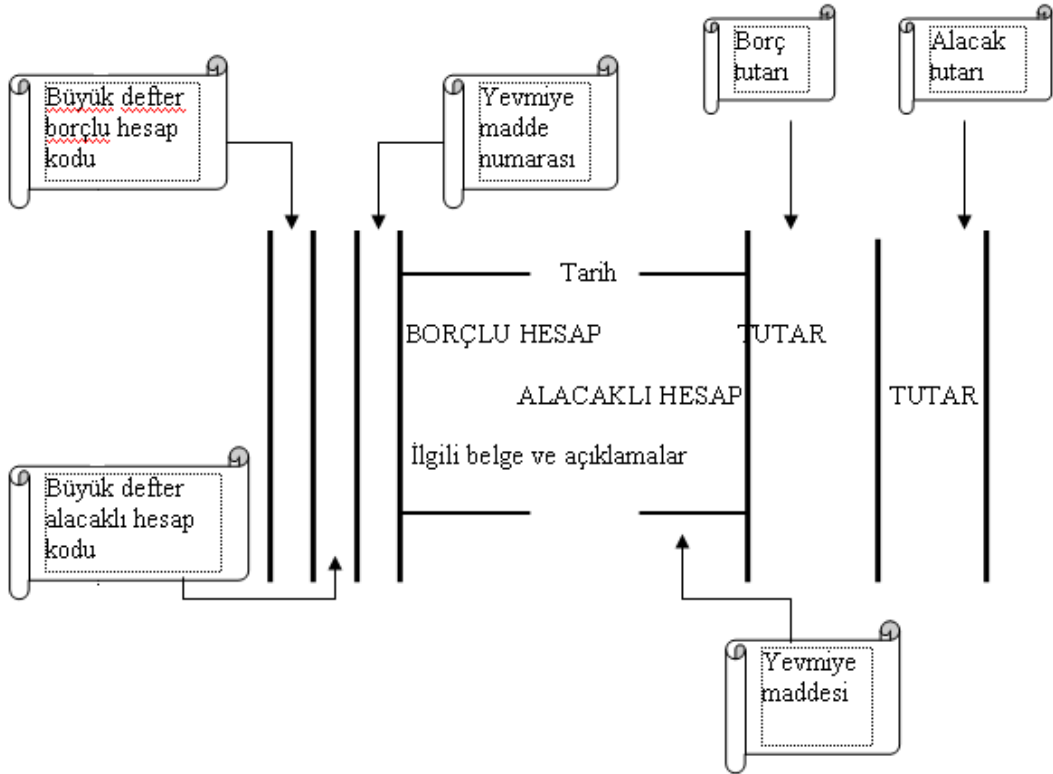 Borç
tutarı
Alacak
tutarı
Büyük defter
borçlu hesap
kodu
Yevmiye
madde
numarası
Tarih
BORÇLU HESAP
TUTAR
ALACAKLI HESAP
TUTAR
İlgili belge ve açıklamalar
Büyük defter
alacaklı hesap
kodu
Yevmiye
maddesi